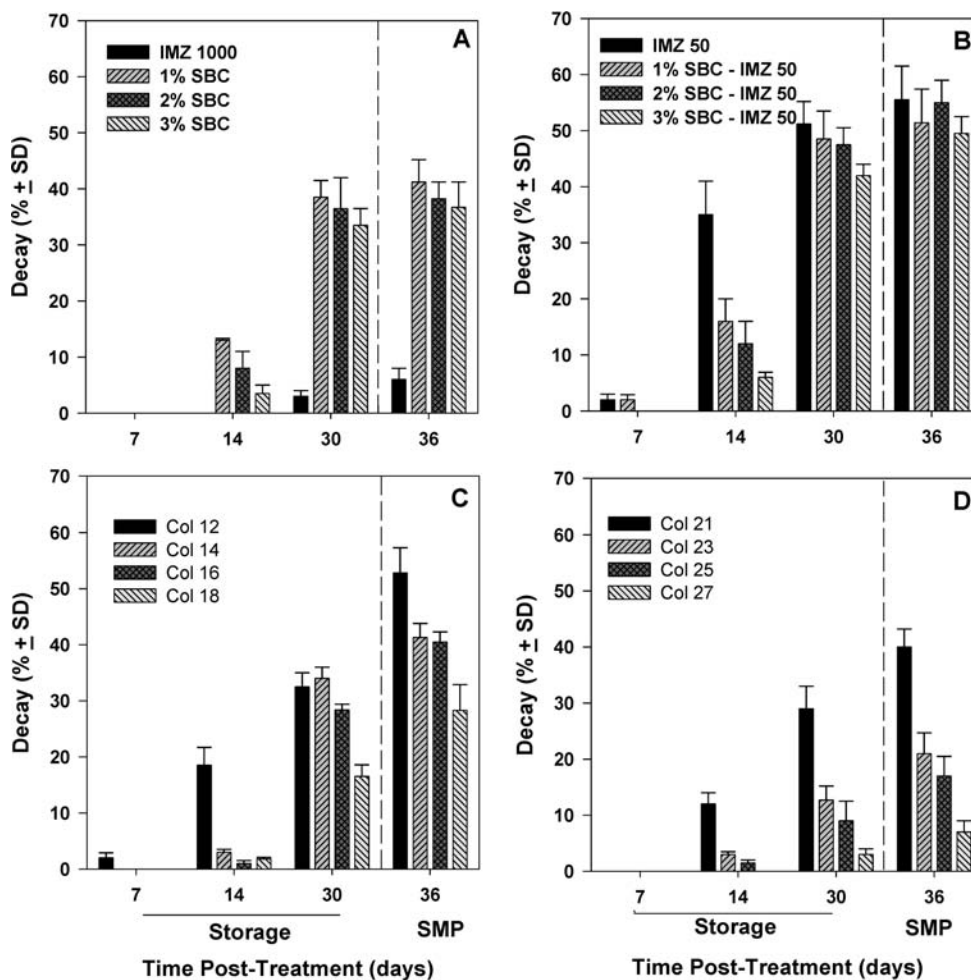 A
IMZ 1000
1% SBC
2% SBC
3% SBC
Decay (% ± SD)
70
60
50
40
30
20
10
0
7 14 30 36
B
IMZ 50
1% SBC - IMZ 50
2% SBC - IMZ 50
3% SBC - IMZ 50
Decay (% ± SD)
70
60
50
40
30
20
10
0
7 14 30 36
C
Col 12
Col 14
Col 16
Col 18
Decay (% ± SD)
70
60
50
40
30
20
10
0
7 14 30 36
Storage SMP
Time Post-Treatment (days)
D
Col 21
Col 23
Col 25
Col 27
Decay (% ± SD)
70
60
50
40
30
20
10
0
7 14 30 36
Storage SMP
Time Post-Treatment (days)